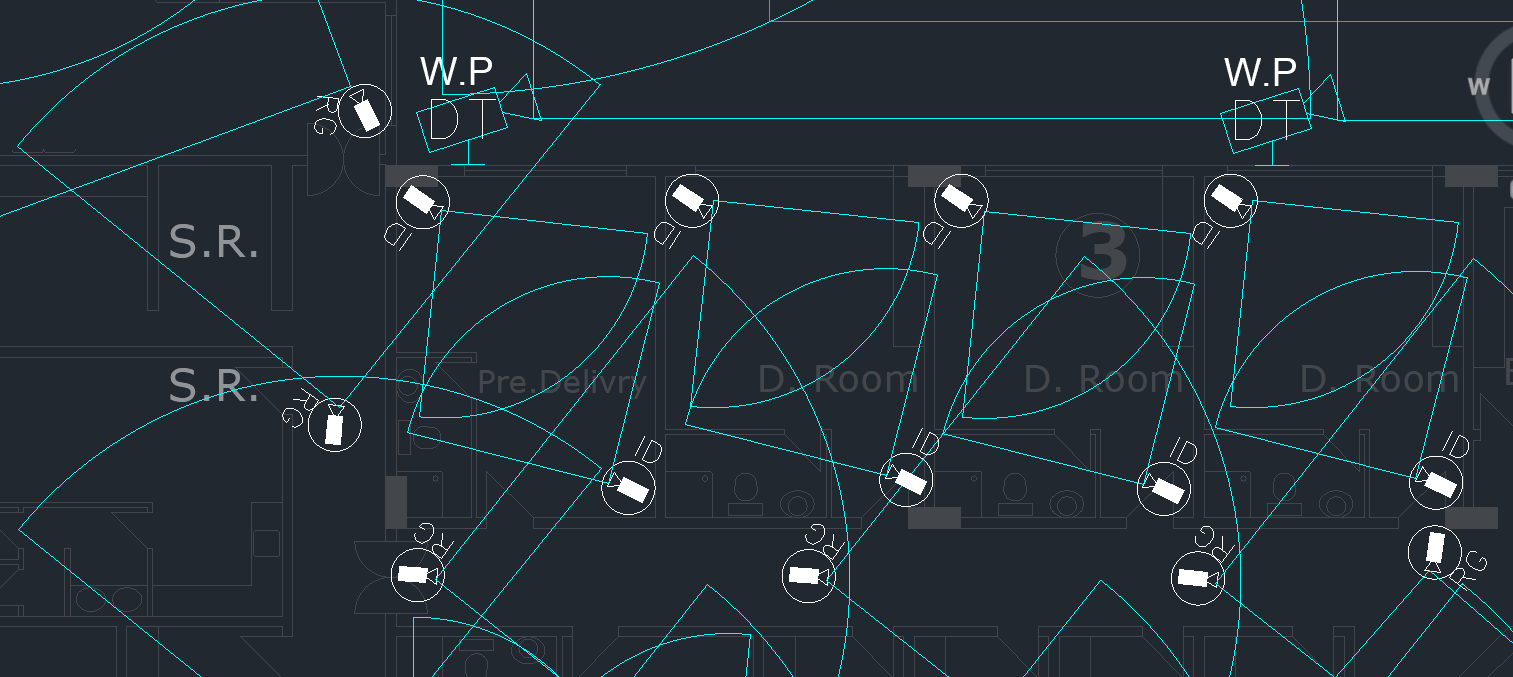 W.P
W.P
W
DT
DT
RG
S.R.
ID
ID
ID
ID
3
S.R.
Pre.Delivry
D. Room
D. Room
D. Room
RG
ID
ID
ID
ID
RG
RG
RG
RG